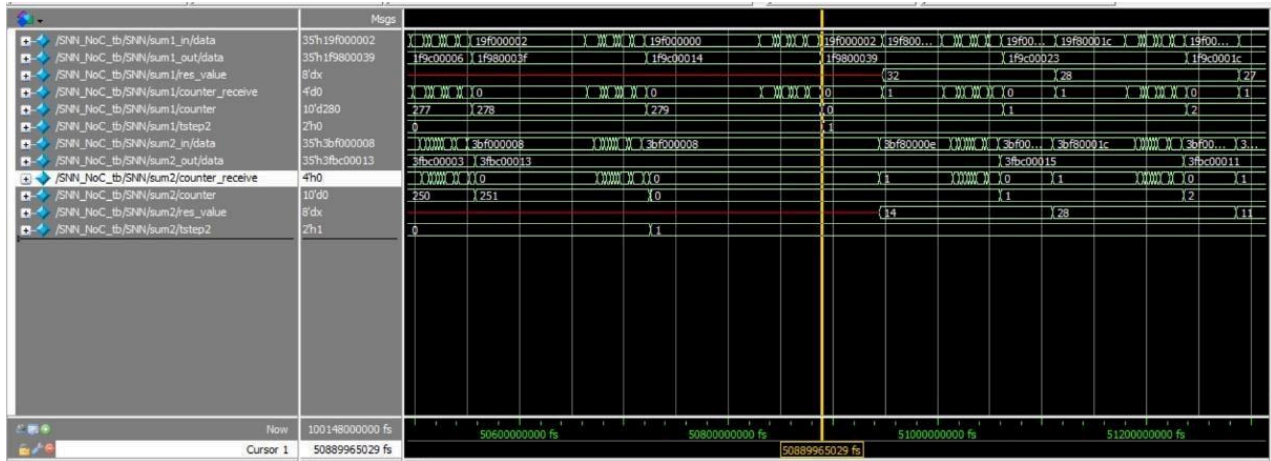 Msgs
/SNN_NoC_tb/SNN/sum1_in/data 35'h19f000002 19f000002 19f000000 19f000002 19f800... 19f00... 19f80001c 19f00...
/SNN_NoC_tb/SNN/sum1_out/data 35'h1f9800039 1f9c00006 1f980003f 1f9c00014 1f9800039 1f9c00023 1f9c0001c
/SNN_NoC_tb/SNN/sum1/res_value 8'dx 32 28 27
/SNN_NoC_tb/SNN/sum1/counter_receive 4'd0 0 0 0 1 0 1 0 1
/SNN_NoC_tb/SNN/sum1/counter 10'd280 277 278 279 0 1 2
/SNN_NoC_tb/SNN/sum1/tstep2 2'h0 0 1
/SNN_NoC_tb/SNN/sum2_in/data 35'h3bf000008 3bf000008 3bf000008 3bf80000e 3bf00... 3bf80001c 3bf00... 3...
/SNN_NoC_tb/SNN/sum2_out/data 35'h3fbc00013 3fbc00003 3fbc00013 3fbc00015 3fbc00011
/SNN_NoC_tb/SNN/sum2/counter_receive 4'h0 0 0 1 0 1 0 1
/SNN_NoC_tb/SNN/sum2/counter 10'd0 250 251 0 1 2
/SNN_NoC_tb/SNN/sum2/res_value 8'dx 14 28 11
/SNN_NoC_tb/SNN/sum2/tstep2 2'h1 0 1
Now 100148000000 fs 50600000000 fs 50800000000 fs 51000000000 fs 51200000000 fs
Cursor 1 50889965029 fs 50889965029 fs